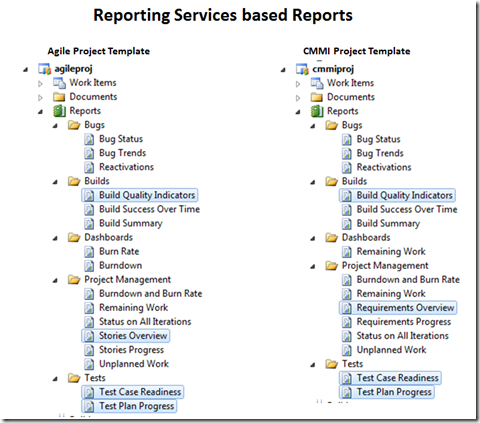 Reporting Services based Reports
Agile Project Template
agileproj
Work Items
Documents
Reports
Bugs
Bug Status
Bug Trends
Reactivations
Builds
Build Quality Indicators
Build Success Over Time
Build Summary
Dashboards
Burn Rate
Burndown
Project Management
Burndown and Burn Rate
Remaining Work
Status on All Iterations
Stories Overview
Stories Progress
Unplanned Work
Tests
Test Case Readiness
Test Plan Progress
CMMI Project Template
cmmiproj
Work Items
Documents
Reports
Bugs
Bug Status
Bug Trends
Reactivations
Builds
Build Quality Indicators
Build Success Over Time
Build Summary
Dashboards
Remaining Work
Project Management
Burndown and Burn Rate
Remaining Work
Requirements Overview
Requirements Progress
Status on All Iterations
Unplanned Work
Tests
Test Case Readiness
Test Plan Progress